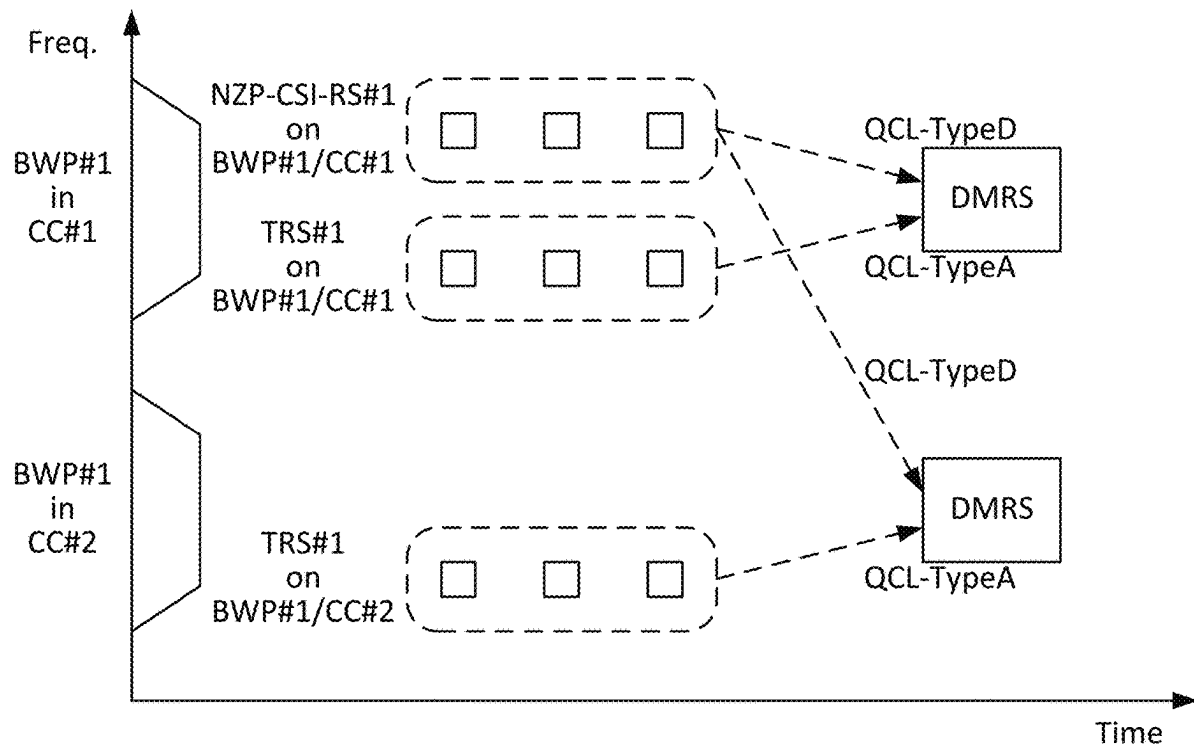 Freq.
BWP#1
in
CC#1
NZP-CSI-RS#1
on
BWP#1/CC#1
TRS#1
on
BWP#1/CC#1
QCL-TypeD
DMRS
QCL-TypeA
QCL-TypeD
BWP#1
in
CC#2
TRS#1
on
BWP#1/CC#2
DMRS
QCL-TypeA
Time